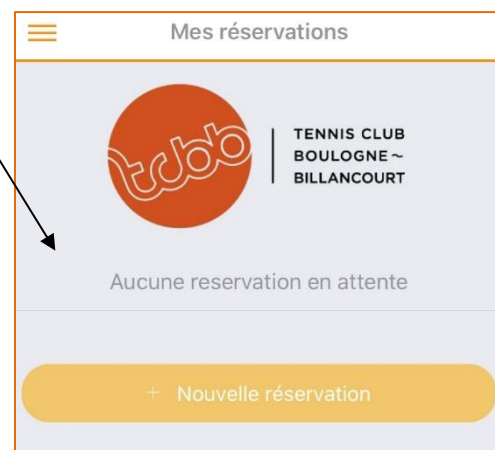 Mes réservations
tcbb
TENNIS CLUB
BOULOGNE~
BILLANCOURT
Aucune reservation en attente
+ Nouvelle réservation